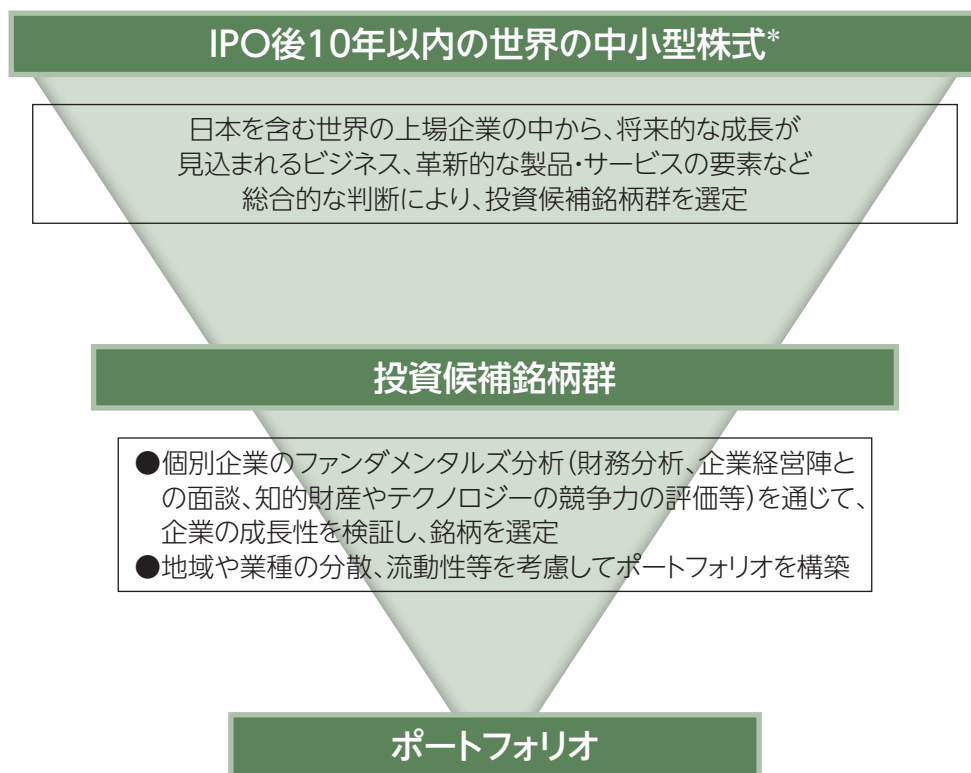 IPO後10年以内の世界の中小型株式*
日本を含む世界の上場企業の中から、将来的な成長が
見込まれるビジネス、革新的な製品・サービスの要素など
総合的な判断により、投資候補銘柄群を選定
投資候補銘柄群
●個別企業のファンダメンタルズ分析(財務分析、企業経営陣と
の面談、知的財産やテクノロジーの競争力の評価等)を通じて、
企業の成長性を検証し、銘柄を選定
●地域や業種の分散、流動性等を考慮してポートフォリオを構築
ポートフォリオ